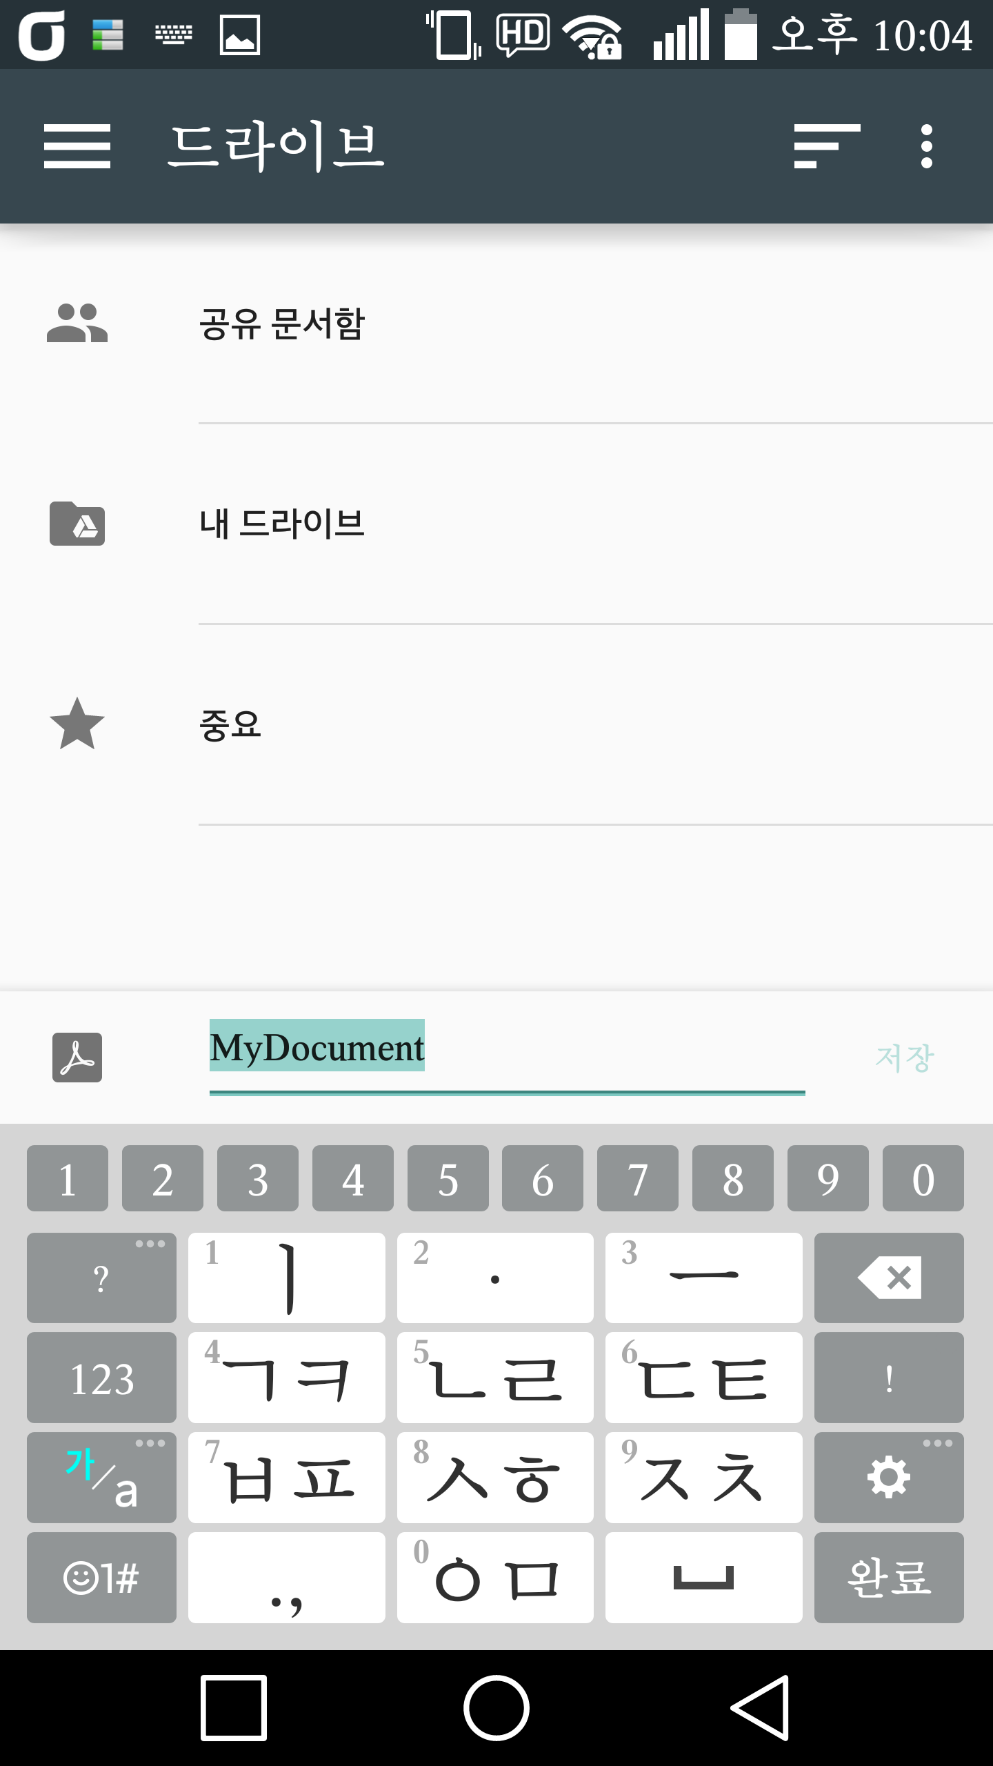 HD 오후 10:04
드라이브
공유 문서함
내 드라이브
중요
MyDocument 저장
1 2 3 4 5 6 7 8 9 0
? 1 ㅣ 2 · 3 ㅡ
123 4 ㄱㅋ 5 ㄴㄹ 6 ㄷㅌ !
가/a 7 ㅂㅍ 8 ㅅㅎ 9 ㅈㅊ
1# ., 0 ㅇㅁ 완료